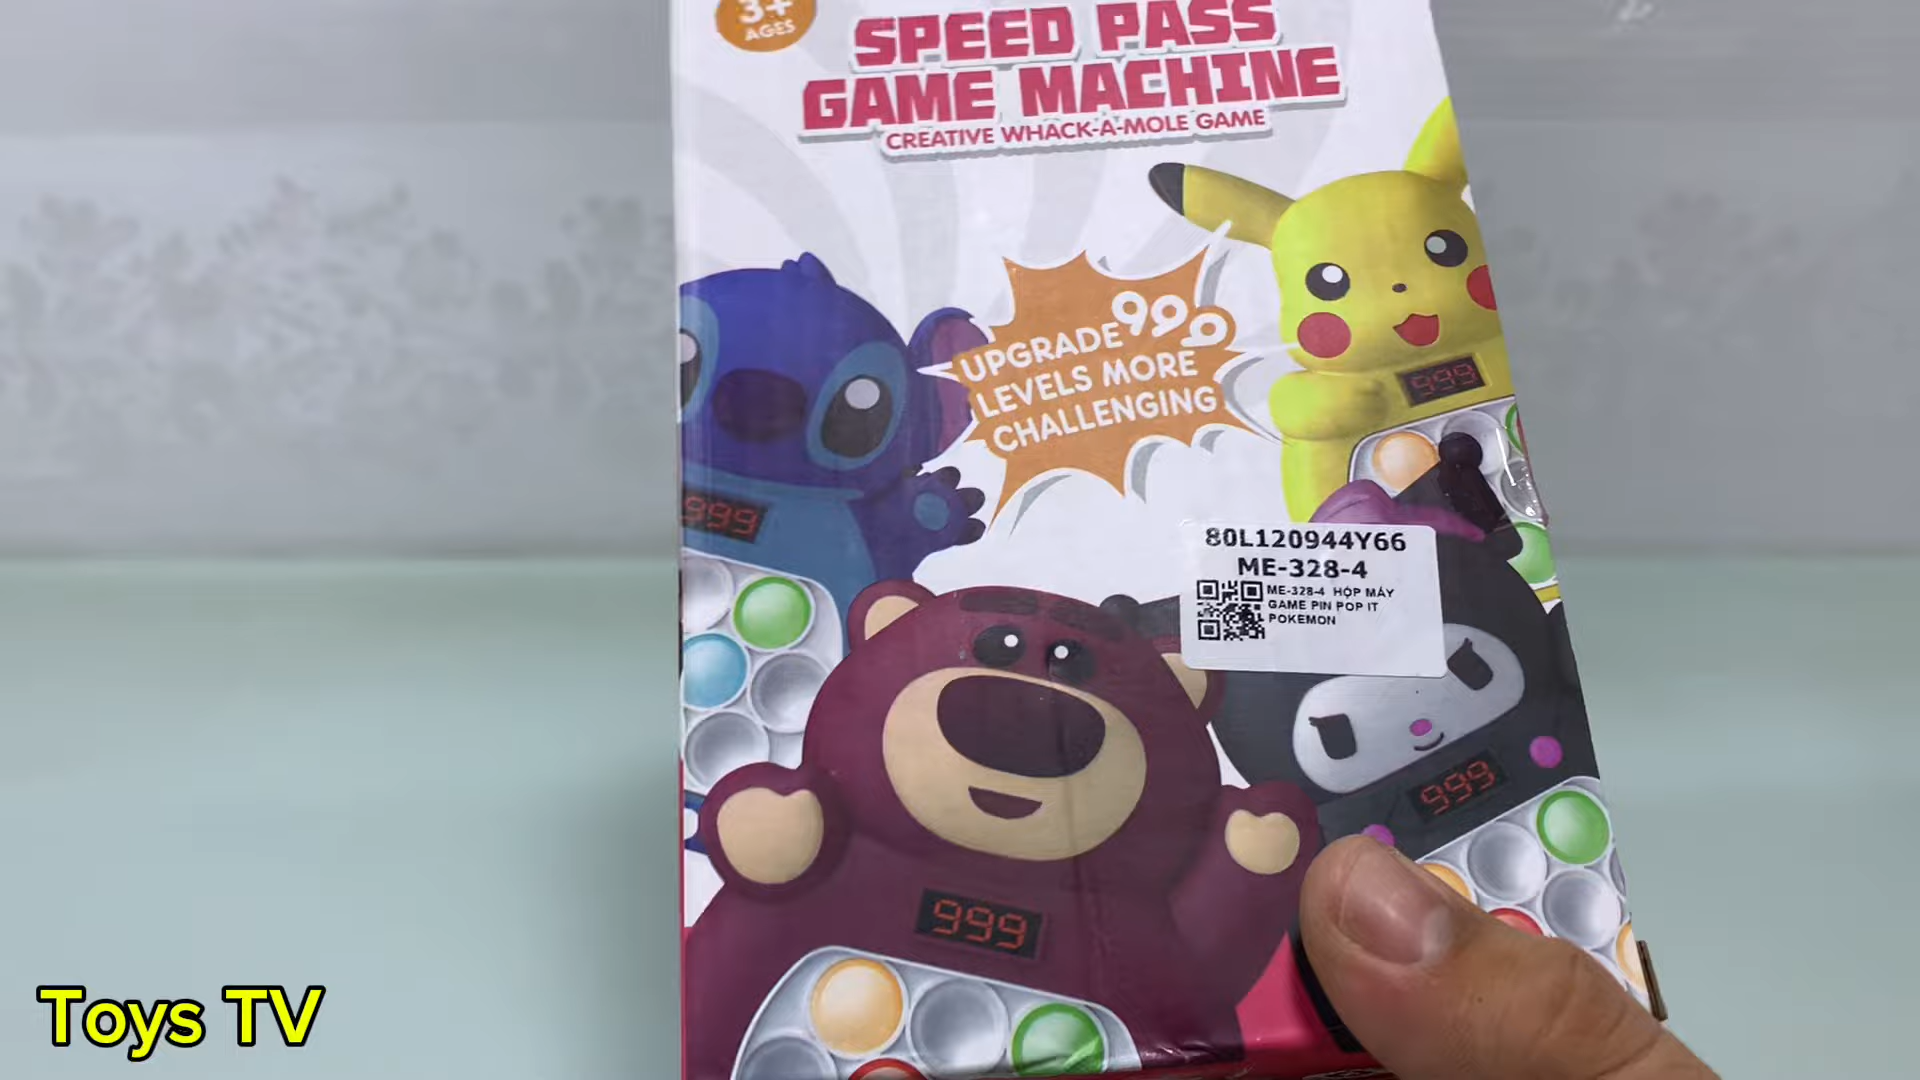 3+
AGES
SPEED PASS
GAME MACHINE
CREATIVE WHACK-A-MOLE GAME
UPGRADE 999
LEVELS MORE
CHALLENGING
999
999
80L120944Y66
ME-328-4
ME-328-4 HỘP MÁY
GAME PIN POP IT
POKEMON
999
999
Toys TV